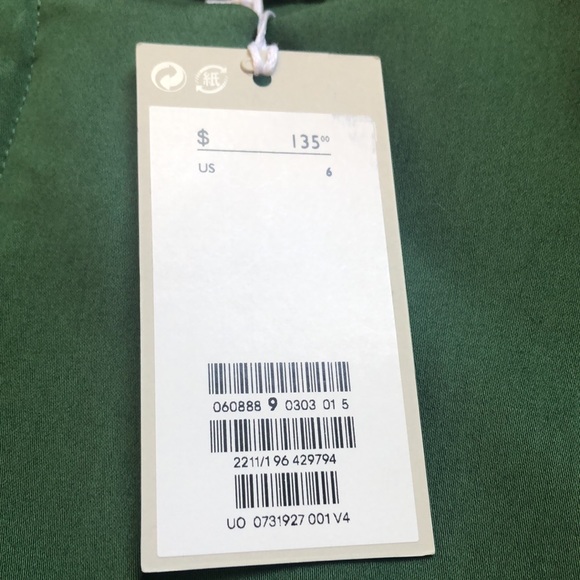 紙
$ 135⁰⁰
US 6
060888 9 0303 01 5
2211/1 96 429794
UO 0731927 001 V4